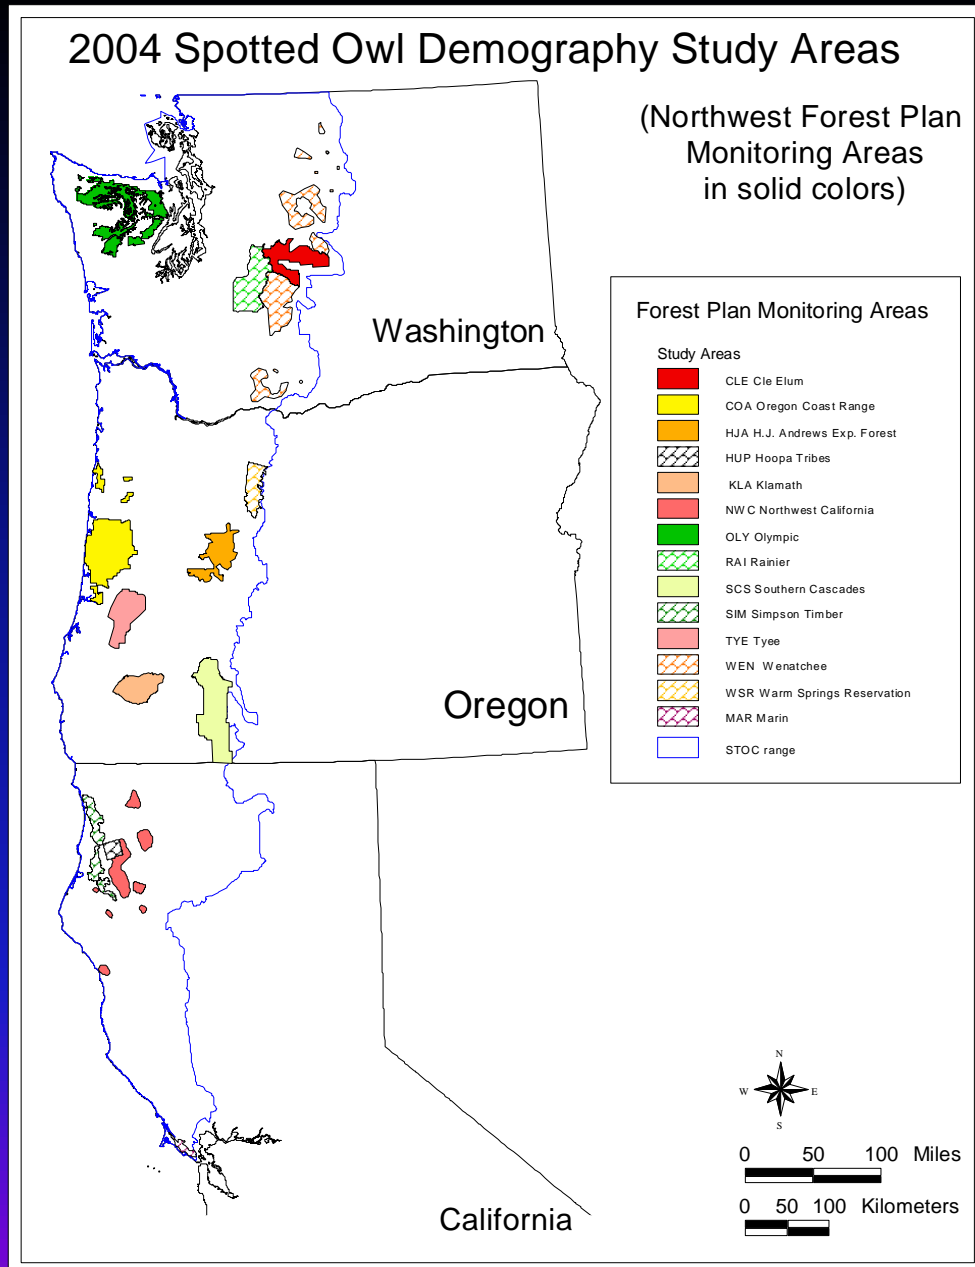 2004 Spotted Owl Demography Study Areas
(Northwest Forest Plan
Monitoring Areas
in solid colors)
Washington
Oregon
California
Forest Plan Monitoring Areas
Study Areas
CLE Cle Elum
COA Oregon Coast Range
HJA H.J. Andrews Exp. Forest
HUP Hoopa Tribes
KLA Klamath
NWC Northwest California
OLY Olympic
RAI Rainier
SCS Southern Cascades
SIM Simpson Timber
TYE Tyee
WEN Wenatchee
WSR Warm Springs Reservation
MAR Marin
STOC range
N
W E
S
0 50 100 Miles
0 50 100 Kilometers